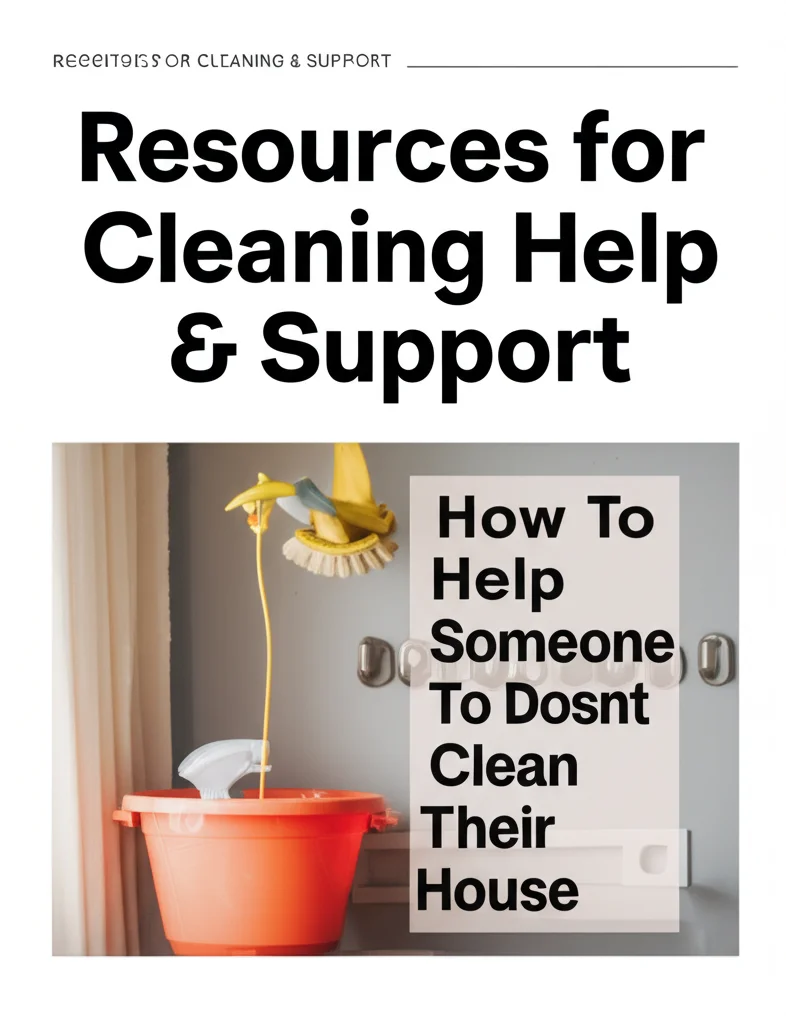 OR CLEANING & SUPPORT
Resources for
Cleaning Help
& Support
How To
Help
Someone
To Dosnt
Clean
Their
House